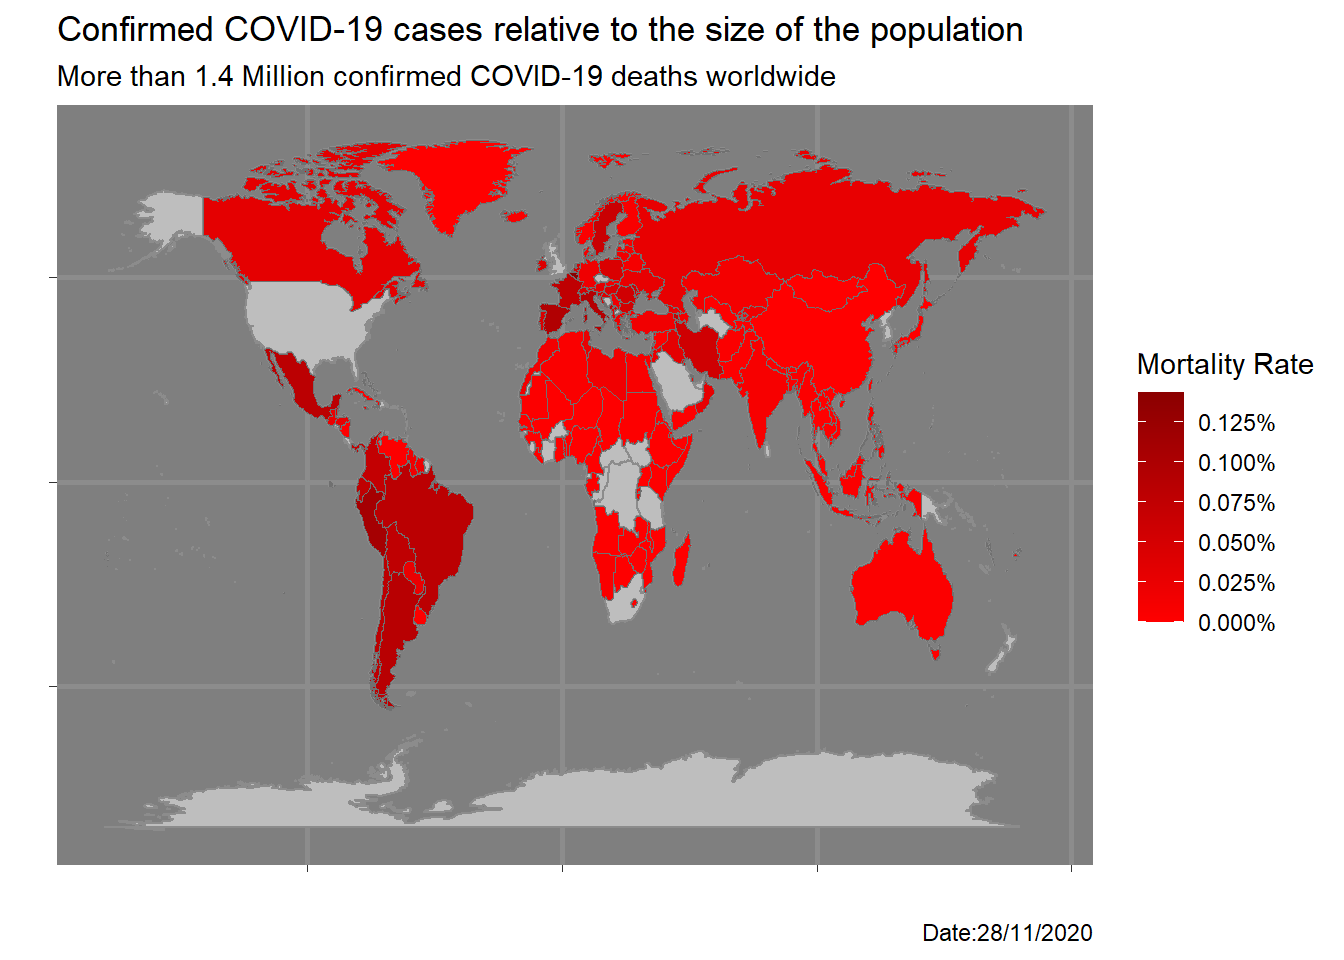 Confirmed COVID-19 cases relative to the size of the population
More than 1.4 Million confirmed COVID-19 deaths worldwide
Mortality Rate
0.125%
0.100%
0.075%
0.050%
0.025%
0.000%
Date:28/11/2020